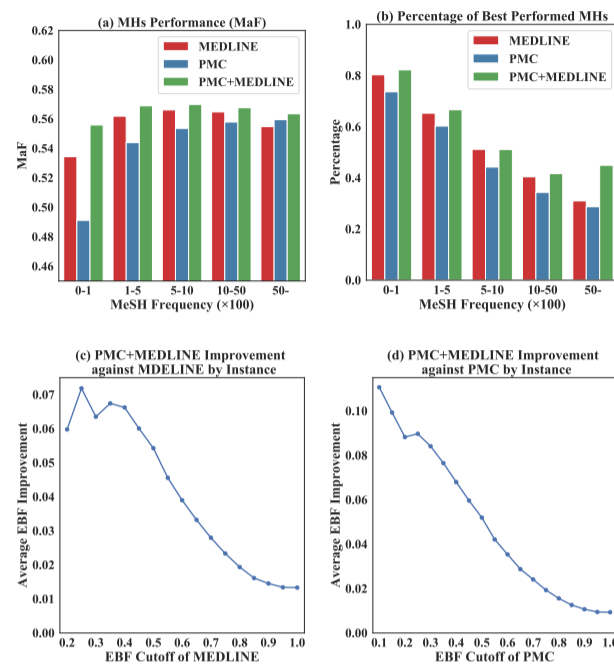 (a) MHs Performance (MaF)
0.62
0.60
0.58
0.56
0.54
0.52
0.50
0.48
0.46
MaF
MEDLINE
PMC
PMC+MEDLINE
0-1 1-5 5-10 10-50 50-
MeSH Frequency (×100)
(b) Percentage of Best Performed MHs
1.0
0.8
0.6
0.4
0.2
0.0
Percentage
MEDLINE
PMC
PMC+MEDLINE
0-1 1-5 5-10 10-50 50-
MeSH Frequency (×100)
(c) PMC+MEDLINE Improvement
against MDELINE by Instance
0.07
0.06
0.05
0.04
0.03
0.02
0.01
0.00
Average EBF Improvement
0.2 0.3 0.4 0.5 0.6 0.7 0.8 0.9 1.0
EBF Cutoff of MEDLINE
(d) PMC+MEDLINE Improvement
against PMC by Instance
0.10
0.08
0.06
0.04
0.02
0.00
Average EBF Improvement
0.1 0.2 0.3 0.4 0.5 0.6 0.7 0.8 0.9 1.0
EBF Cutoff of PMC